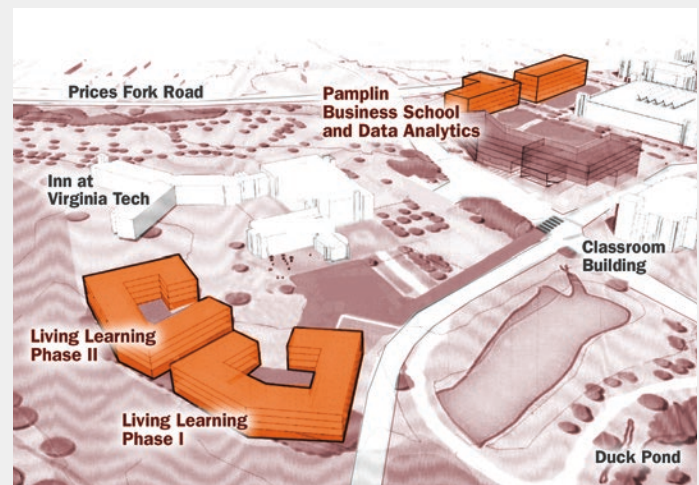 Prices Fork Road
Pamplin
Business School
and Data Analytics
Inn at
Virginia Tech
Classroom
Building
Living Learning
Phase II
Living Learning
Phase I
Duck Pond